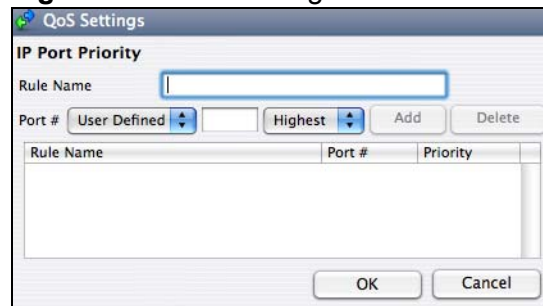 QoS Settings
IP Port Priority
Rule Name
Port # User Defined Highest Add Delete
Rule Name Port # Priority
OK Cancel